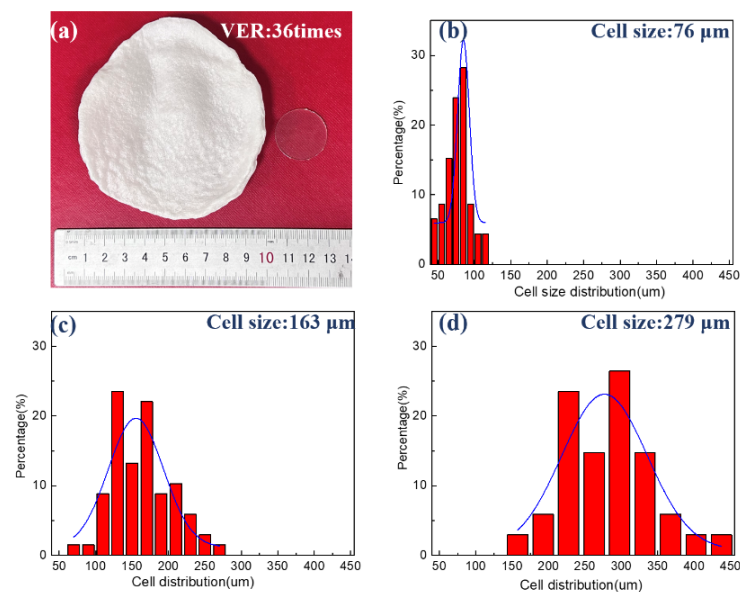 (a)
VER:36times
cm 1 2 3 4 5 6 7 8 9 10 11 12 13 14
(b)
Cell size:76 μm
Percentage(%)
30
20
10
0
50 100 150 200 250 300 350 400 450
Cell size distribution(um)
(c)
Cell size:163 μm
Percentage(%)
30
20
10
0
50 100 150 200 250 300 350 400 450
Cell distribution(um)
(d)
Cell size:279 μm
Percentage(%)
30
20
10
0
50 100 150 200 250 300 350 400 450
Cell distribution(um)